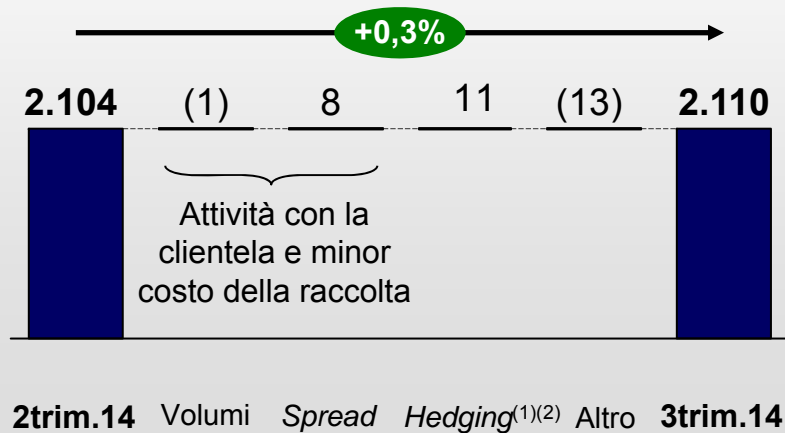 +0,3%
2.104 (1) 8 11 (13) 2.110
Attività con la
clientela e minor
costo della raccolta
2trim.14 Volumi Spread Hedging(1)(2) Altro 3trim.14